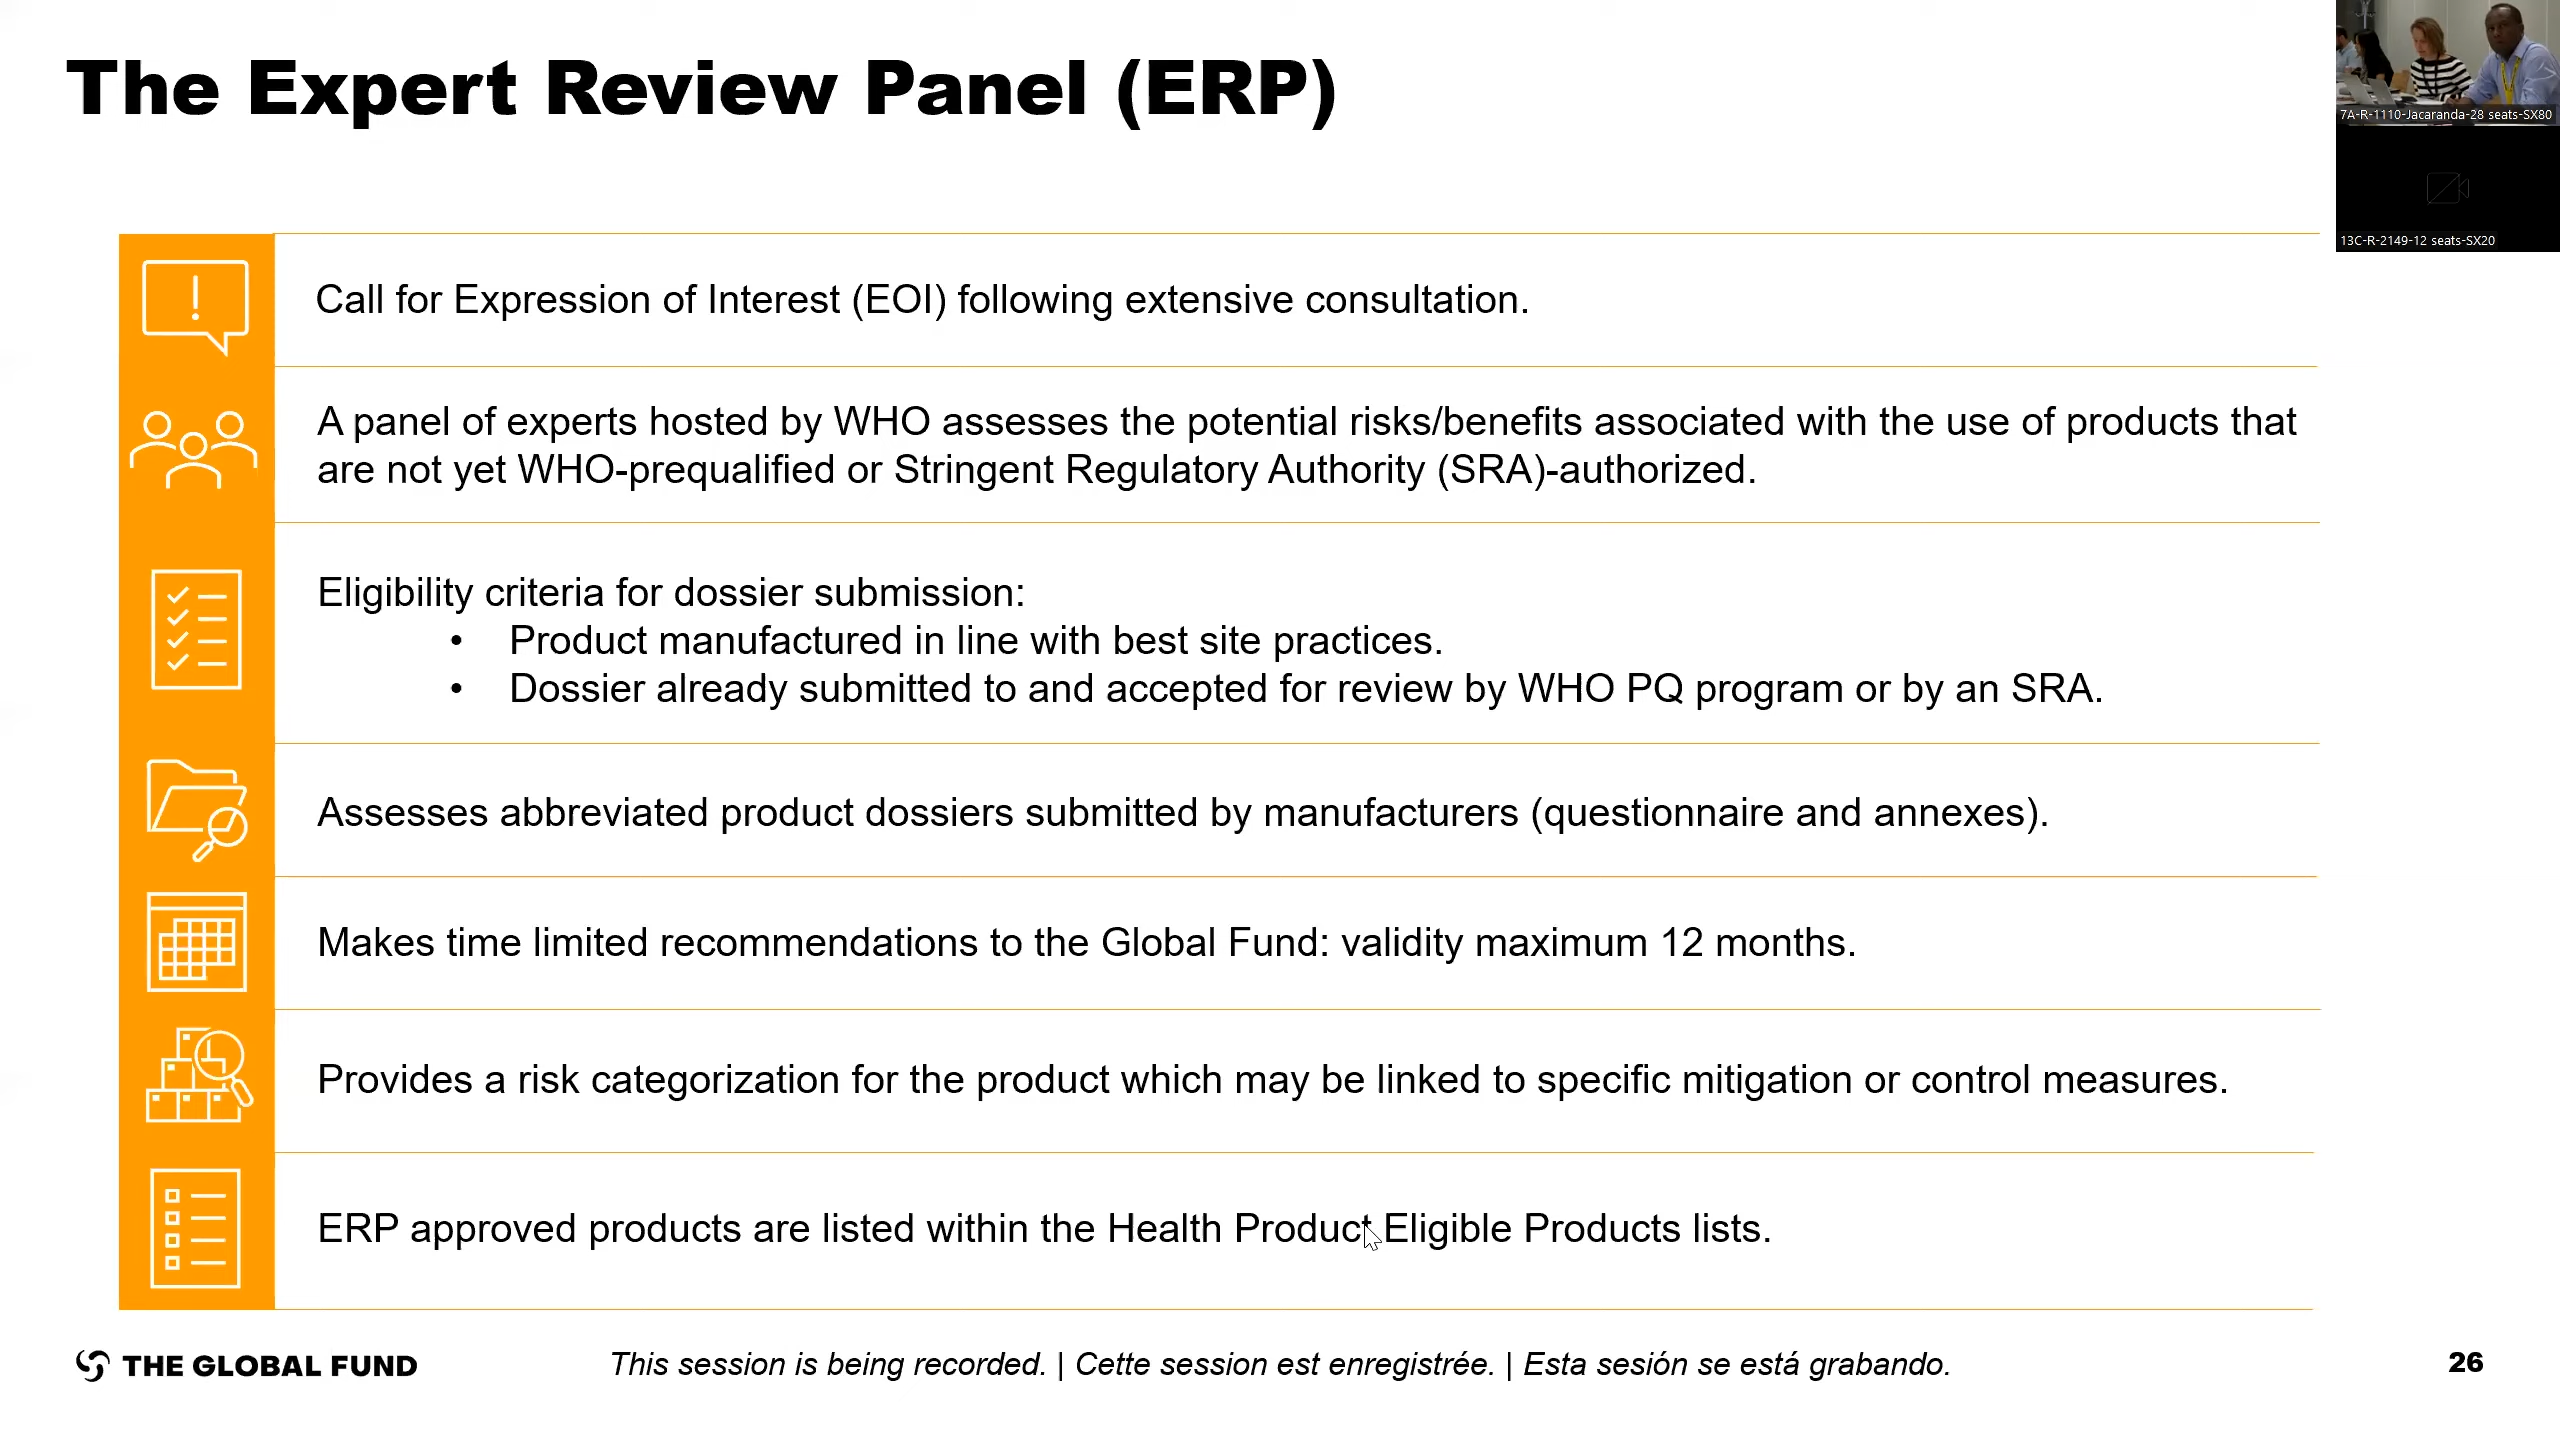 The Expert Review Panel (ERP)
7A-R-1110-Jacaranda-28 seats-SX80
13C-R-2149-12 seats-SX20
!
Call for Expression of Interest (EOI) following extensive consultation.
A panel of experts hosted by WHO assesses the potential risks/benefits associated with the use of products that
are not yet WHO-prequalified or Stringent Regulatory Authority (SRA)-authorized.
Eligibility criteria for dossier submission:
• Product manufactured in line with best site practices.
• Dossier already submitted to and accepted for review by WHO PQ program or by an SRA.
Assesses abbreviated product dossiers submitted by manufacturers (questionnaire and annexes).
Makes time limited recommendations to the Global Fund: validity maximum 12 months.
Provides a risk categorization for the product which may be linked to specific mitigation or control measures.
ERP approved products are listed within the Health Product Eligible Products lists.
THE GLOBAL FUND
This session is being recorded. | Cette session est enregistrée. | Esta sesión se está grabando.
26